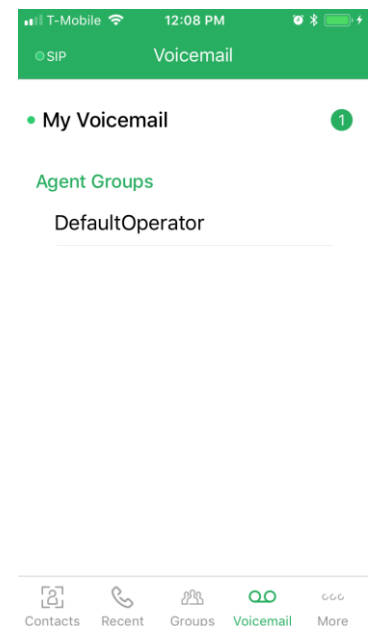 T-Mobile 12:08 PM
SIP Voicemail
My Voicemail 1
Agent Groups
DefaultOperator
Contacts Recent Groups Voicemail More